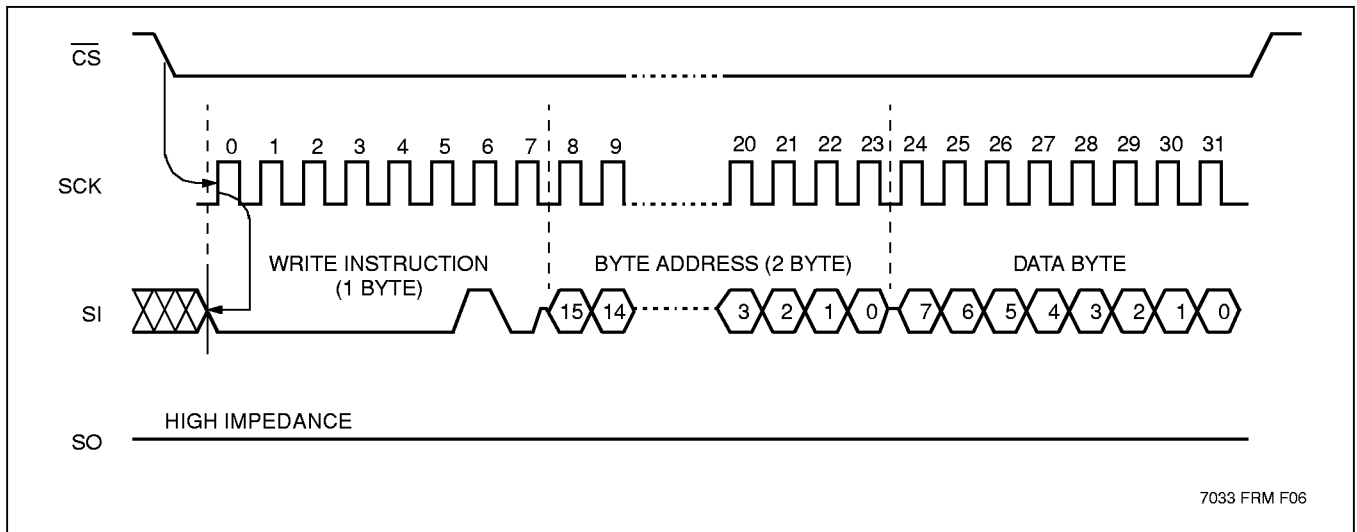 CS
0 1 2 3 4 5 6 7 8 9 20 21 22 23 24 25 26 27 28 29 30 31
SCK
WRITE INSTRUCTION
(1 BYTE)
BYTE ADDRESS (2 BYTE)
DATA BYTE
SI
15 14 3 2 1 0 7 6 5 4 3 2 1 0
HIGH IMPEDANCE
SO
7033 FRM F06